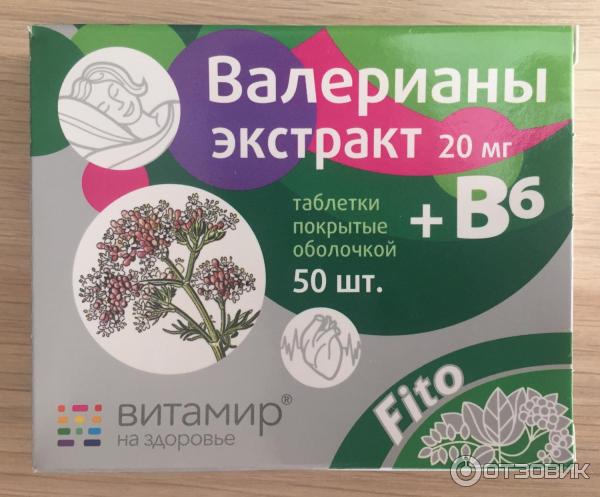 Валерианы
экстракт 20 мг
+ В6
таблетки
покрытые
оболочкой
50 шт.
витамир®
на здоровье
Fito
ОТЗОВИК